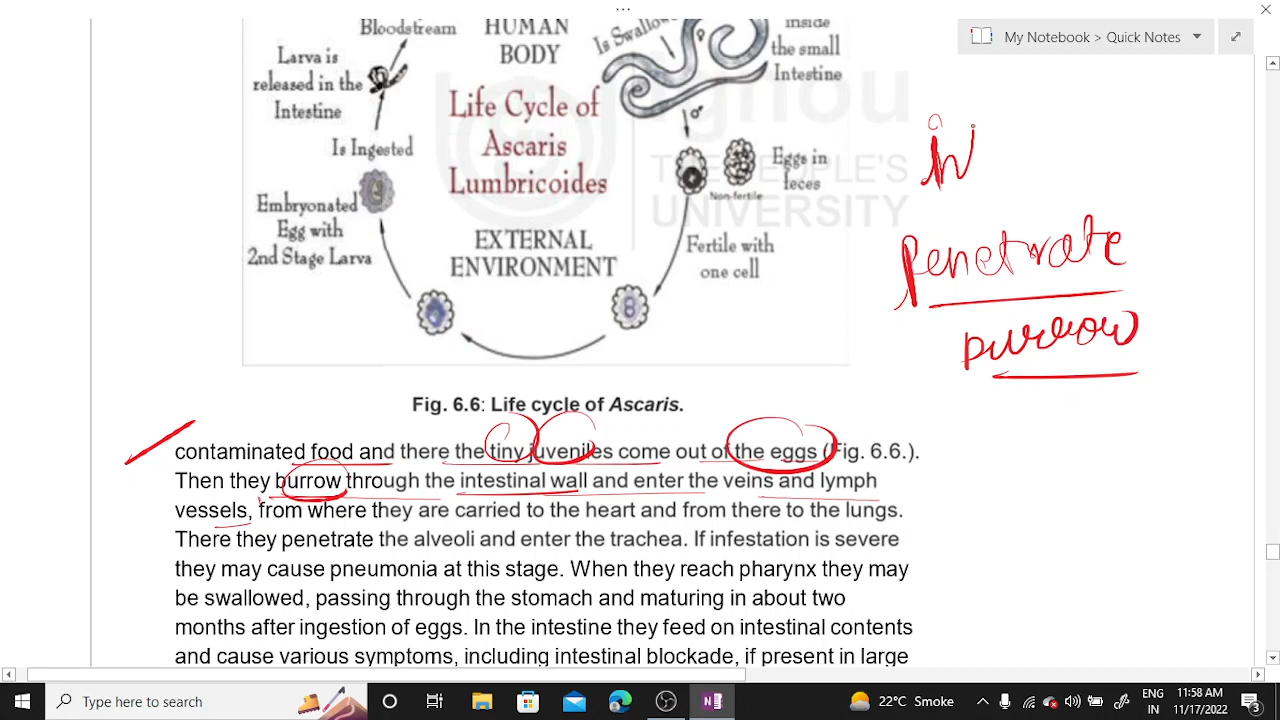 ...
My Notebook > Quick Notes
Bloodstream
HUMAN
BODY
Is Swallow
inside
the small
Intestine
Larva is
released in the
Intestine
Life Cycle of
Ascaris
Lumbricoides
♀
♂
Is Ingested
Eggs in
feces
Non-fertile
THE PEOPLE'S
UNIVERSITY
Embryonated
Egg with
2nd Stage Larva
EXTERNAL
ENVIRONMENT
Fertile with
one cell
Penetrate
purrow
Fig. 6.6: Life cycle of Ascaris.
contaminated food and there the tiny juveniles come out of the eggs (Fig. 6.6.).
Then they burrow through the intestinal wall and enter the veins and lymph
vessels, from where they are carried to the heart and from there to the lungs.
There they penetrate the alveoli and enter the trachea. If infestation is severe
they may cause pneumonia at this stage. When they reach pharynx they may
be swallowed, passing through the stomach and maturing in about two
months after ingestion of eggs. In the intestine they feed on intestinal contents
and cause various symptoms, including intestinal blockade, if present in large
Type here to search
22°C Smoke
ENG
IN
11:58 AM
11/17/2022
3